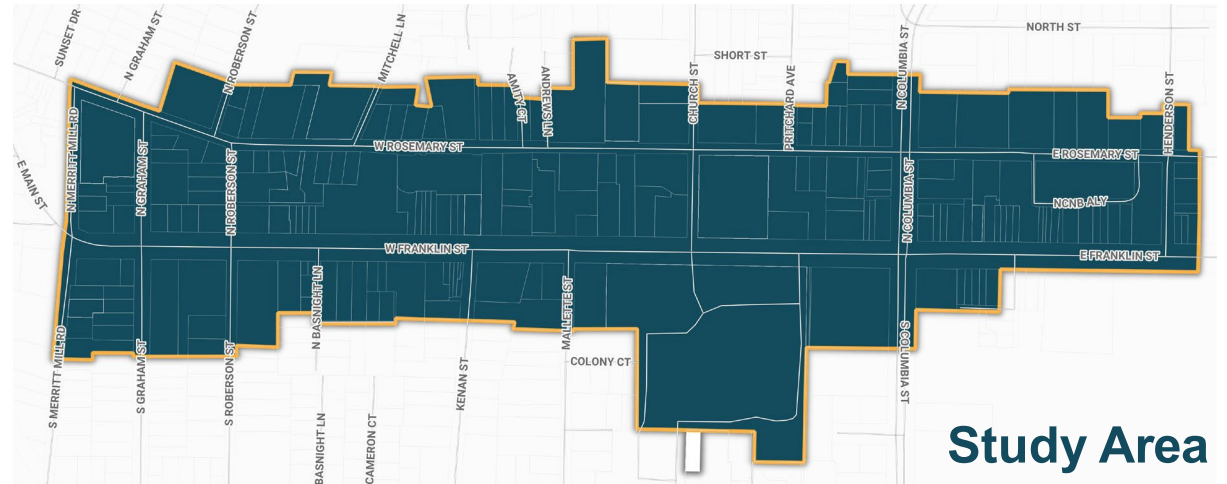 SUNSET DR
N GRAHAM ST
N ROBERSON ST
MITCHELL LN
AMITY CT
ANDREWS LN
SHORT ST
CHURCH ST
PRITCHARD AVE
N COLUMBIA ST
NORTH ST
HENDERSON ST
E MAIN ST
N MERRITT MILL RD
N GRAHAM ST
N ROBERSON ST
W ROSEMARY ST
N COLUMBIA ST
E ROSEMARY ST
NCNB ALY
W FRANKLIN ST
E FRANKLIN ST
N BASNIGHT LN
MALLETTE ST
S MERRITT MILL RD
S GRAHAM ST
S ROBERSON ST
BASNIGHT LN
CAMERON CT
KENAN ST
COLONY CT
S COLUMBIA ST
Study Area